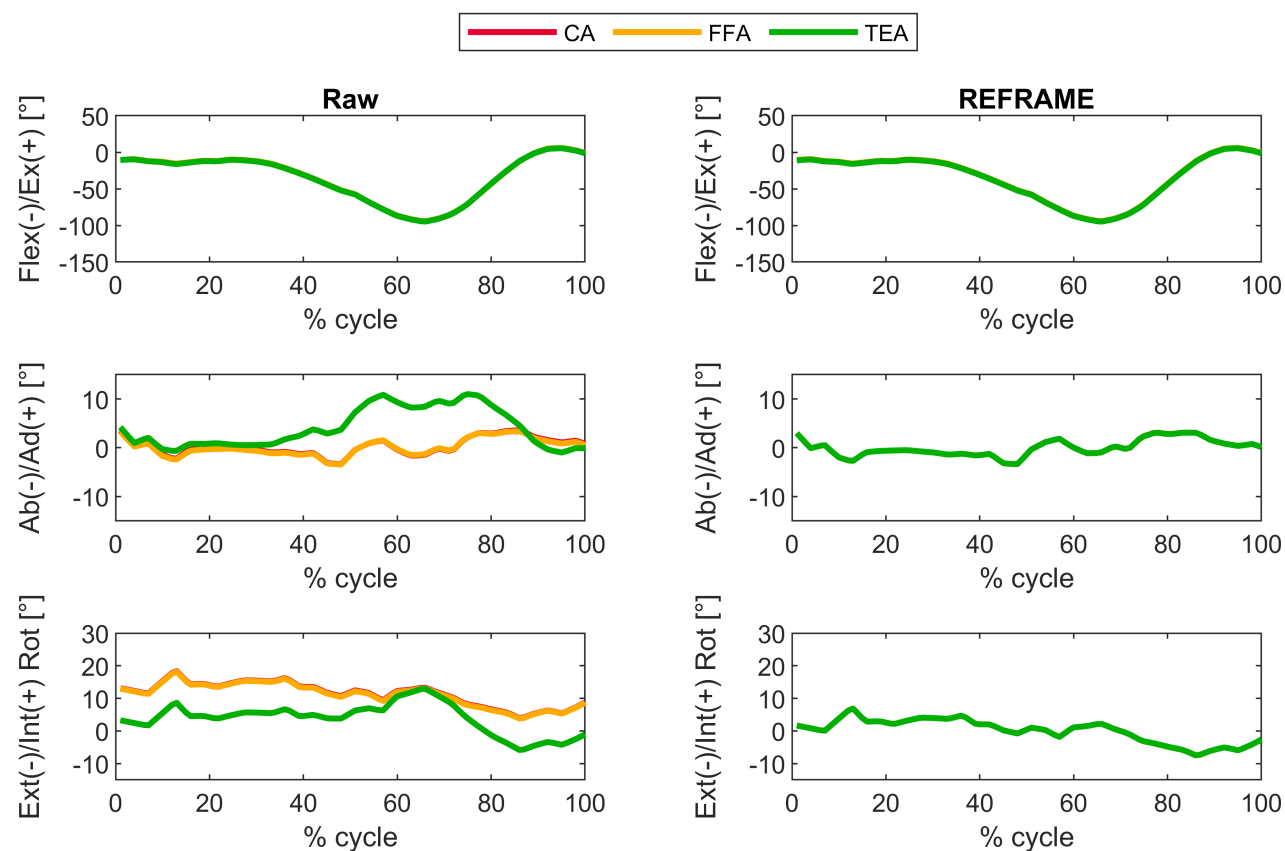 CA FFA TEA
Raw
Flex(-)/Ex(+) [°]
50
0
-50
-100
-150
0 20 40 60 80 100
% cycle
REFRAME
Flex(-)/Ex(+) [°]
50
0
-50
-100
-150
0 20 40 60 80 100
% cycle
Ab(-)/Ad(+) [°]
10
0
-10
0 20 40 60 80 100
% cycle
Ab(-)/Ad(+) [°]
10
0
-10
0 20 40 60 80 100
% cycle
Ext(-)/Int(+) Rot [°]
30
20
10
0
-10
0 20 40 60 80 100
% cycle
Ext(-)/Int(+) Rot [°]
30
20
10
0
-10
0 20 40 60 80 100
% cycle